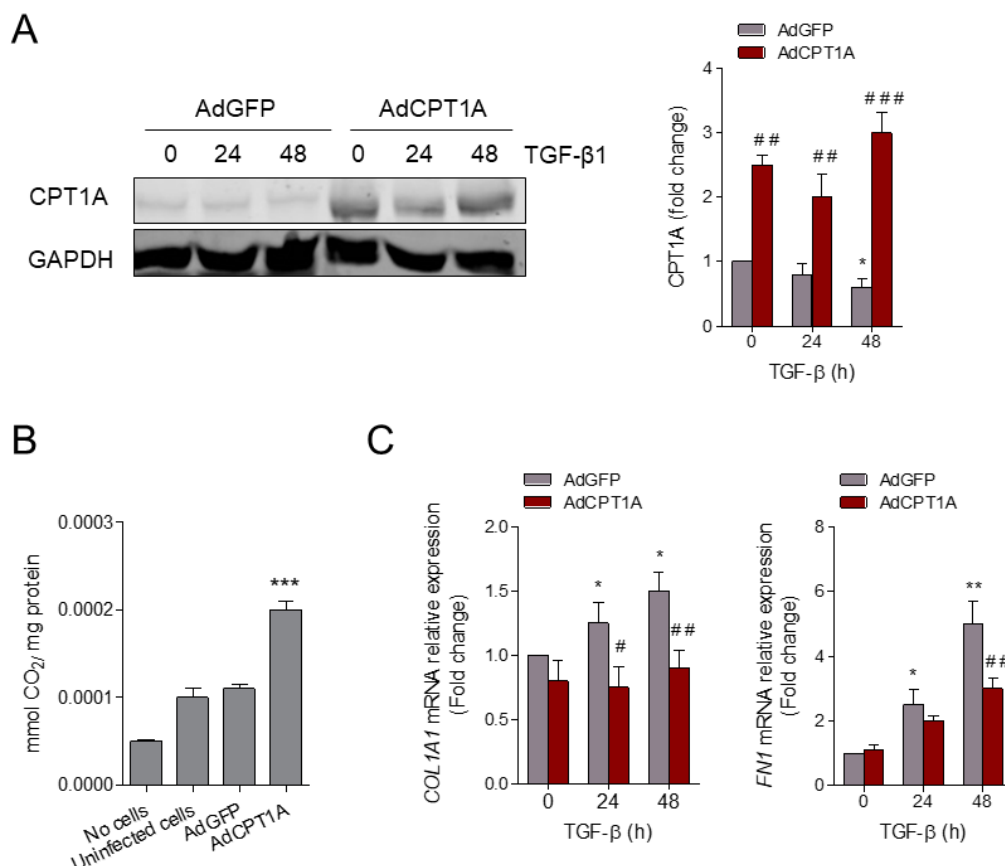 A
AdGFP
AdCPT1A
AdGFP AdCPT1A
0 24 48 0 24 48 TGF-β1
CPT1A
GAPDH
CPT1A (fold change)
4
3
2
1
0
## ## * ###
0 24 48
TGF-β (h)
B
mmol CO2/ mg protein
0.0003
0.0002
0.0001
0.0000
***
No cells
Uninfected cells
AdGFP
AdCPT1A
C
AdGFP
AdCPT1A
COL1A1 mRNA relative expression
(Fold change)
2.0
1.5
1.0
0.5
0.0
* # * ##
0 24 48
TGF-β (h)
AdGFP
AdCPT1A
FN1 mRNA relative expression
(Fold change)
8
6
4
2
0
* ** ##
0 24 48
TGF-β (h)